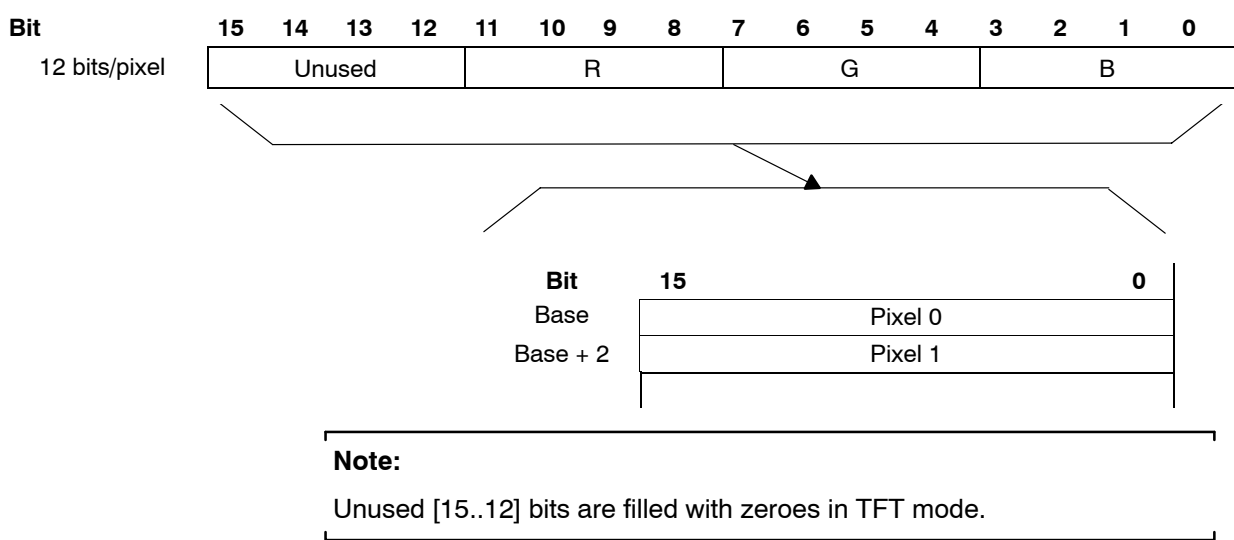 Bit 15 14 13 12 11 10 9 8 7 6 5 4 3 2 1 0
12 bits/pixel Unused R G B
Bit 15 0
Base Pixel 0
Base + 2 Pixel 1
Note:
Unused [15..12] bits are filled with zeroes in TFT mode.